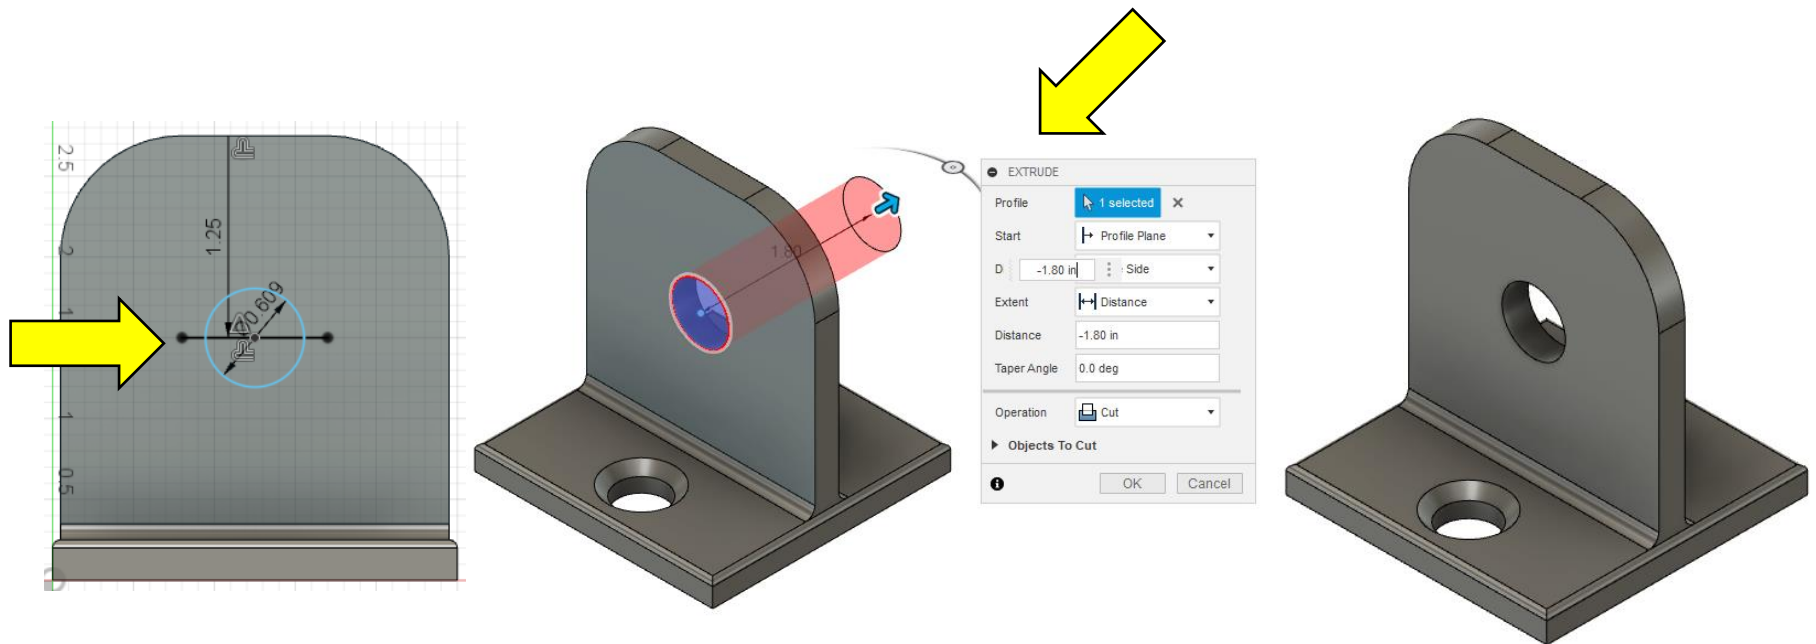 2.5
1.25
2
Ø0.609
1
1
0.5
1.80
EXTRUDE
Profile
1 selected
Start
Profile Plane
D
-1.80 in
Side
Extent
Distance
Distance
-1.80 in
Taper Angle
0.0 deg
Operation
Cut
Objects To Cut
OK
Cancel